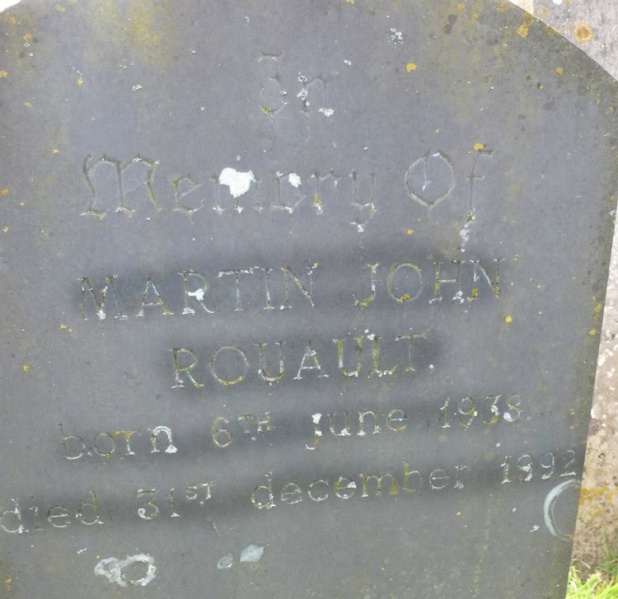 In
Memory Of
MARTIN JOHN
ROUAULT
born 6TH june 1938
died 31ST december 1992